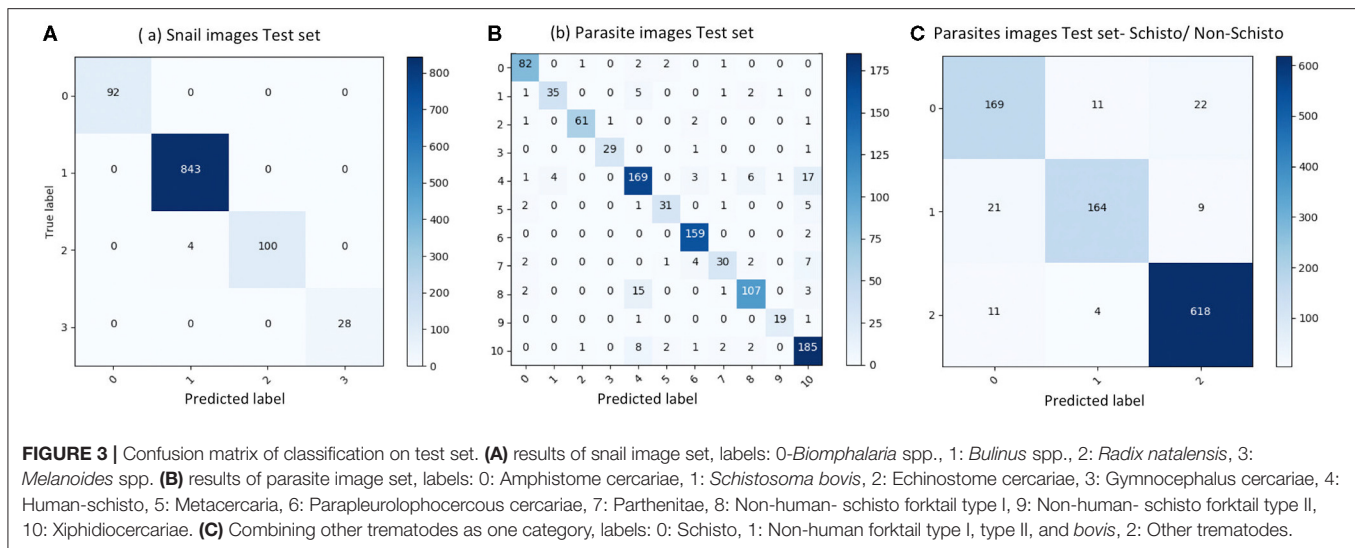 A
( a) Snail images Test set
True label
0
1
2
3
92 0 0 0
0 843 0 0
0 4 100 0
0 0 0 28
0 1 2 3
Predicted label
800
700
600
500
400
300
200
100
0
B
(b) Parasite images Test set
0 82 0 1 0 2 2 0 1 0 0 0
1 1 35 0 0 5 0 0 1 2 1 0
2 1 0 61 1 0 0 2 0 0 0 1
3 0 0 0 29 0 0 1 0 0 0 1
4 1 4 0 0 169 0 3 1 6 1 17
5 2 0 0 0 1 31 0 0 0 0 5
6 0 0 0 0 0 0 159 0 0 0 2
7 2 0 0 0 0 1 4 30 2 0 7
8 2 0 0 0 15 0 0 1 107 0 3
9 0 0 0 0 1 0 0 0 0 19 1
10 0 0 1 0 8 2 1 2 2 0 185
0 1 2 3 4 5 6 7 8 9 10
Predicted label
175
150
125
100
75
50
25
0
C
Parasites images Test set- Schisto/ Non-Schisto
0 169 11 22
1 21 164 9
2 11 4 618
0 1 2
Predicted label
600
500
400
300
200
100
FIGURE 3 | Confusion matrix of classification on test set. (A) results of snail image set, labels: 0-Biomphalaria spp., 1: Bulinus spp., 2: Radix natalensis, 3:
Melanoides spp. (B) results of parasite image set, labels: 0: Amphistome cercariae, 1: Schistosoma bovis, 2: Echinostome cercariae, 3: Gymnocephalus cercariae, 4:
Human-schisto, 5: Metacercaria, 6: Parapleurolophocercous cercariae, 7: Parthenitae, 8: Non-human- schisto forktail type I, 9: Non-human- schisto forktail type II,
10: Xiphidiocercariae. (C) Combining other trematodes as one category, labels: 0: Schisto, 1: Non-human forktail type I, type II, and bovis, 2: Other trematodes.